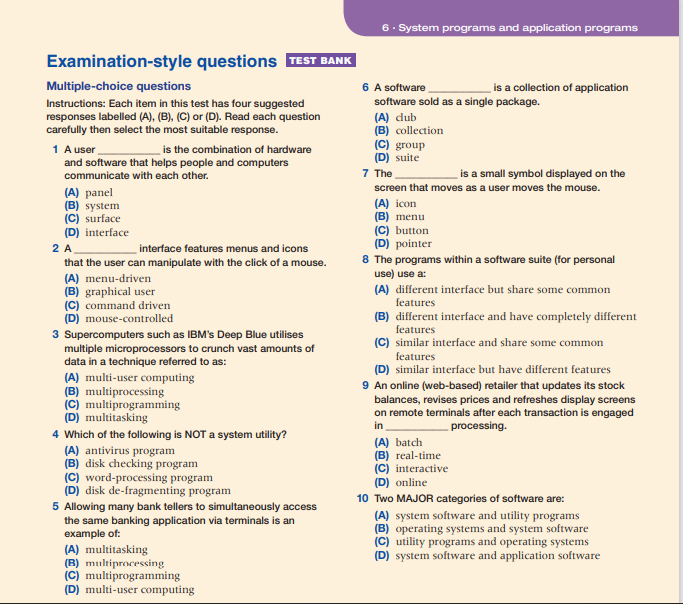 6 · System programs and application programs
Examination-style questions TEST BANK
Multiple-choice questions
Instructions: Each item in this test has four suggested
responses labelled (A), (B), (C) or (D). Read each question
carefully then select the most suitable response.
1 A user ____________ is the combination of hardware
and software that helps people and computers
communicate with each other.
(A) panel
(B) system
(C) surface
(D) interface
2 A ____________ interface features menus and icons
that the user can manipulate with the click of a mouse.
(A) menu-driven
(B) graphical user
(C) command driven
(D) mouse-controlled
3 Supercomputers such as IBM's Deep Blue utilises
multiple microprocessors to crunch vast amounts of
data in a technique referred to as:
(A) multi-user computing
(B) multiprocessing
(C) multiprogramming
(D) multitasking
4 Which of the following is NOT a system utility?
(A) antivirus program
(B) disk checking program
(C) word-processing program
(D) disk de-fragmenting program
5 Allowing many bank tellers to simultaneously access
the same banking application via terminals is an
example of:
(A) multitasking
(B) multiprocessing
(C) multiprogramming
(D) multi-user computing
6 A software ____________ is a collection of application
software sold as a single package.
(A) club
(B) collection
(C) group
(D) suite
7 The ____________ is a small symbol displayed on the
screen that moves as a user moves the mouse.
(A) icon
(B) menu
(C) button
(D) pointer
8 The programs within a software suite (for personal
use) use a:
(A) different interface but share some common
features
(B) different interface and have completely different
features
(C) similar interface and share some common
features
(D) similar interface but have different features
9 An online (web-based) retailer that updates its stock
balances, revises prices and refreshes display screens
on remote terminals after each transaction is engaged
in ____________ processing.
(A) batch
(B) real-time
(C) interactive
(D) online
10 Two MAJOR categories of software are:
(A) system software and utility programs
(B) operating systems and system software
(C) utility programs and operating systems
(D) system software and application software